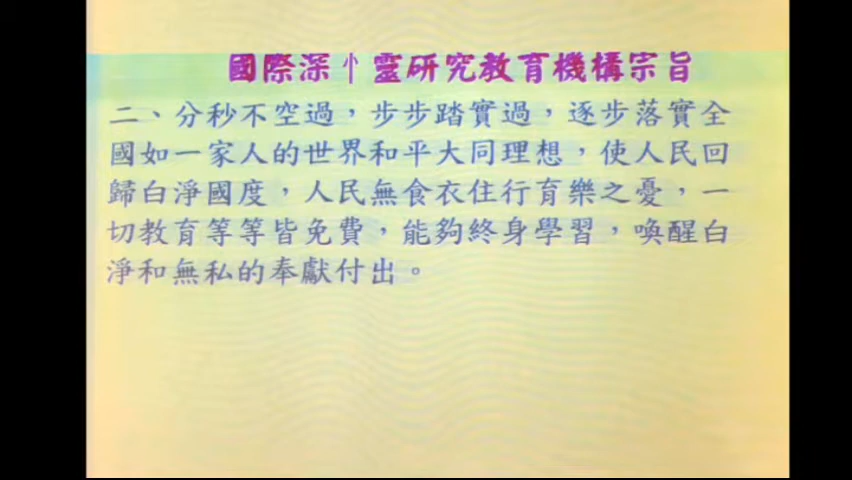 國際深忄靈研究教育機構宗旨
二、分秒不空過，步步踏實過，逐步落實全
國如一家人的世界和平大同理想，使人民回
歸白淨國度，人民無食衣住行育樂之憂，一
切教育等等皆免費，能夠終身學習，喚醒白
淨和無私的奉獻付出。